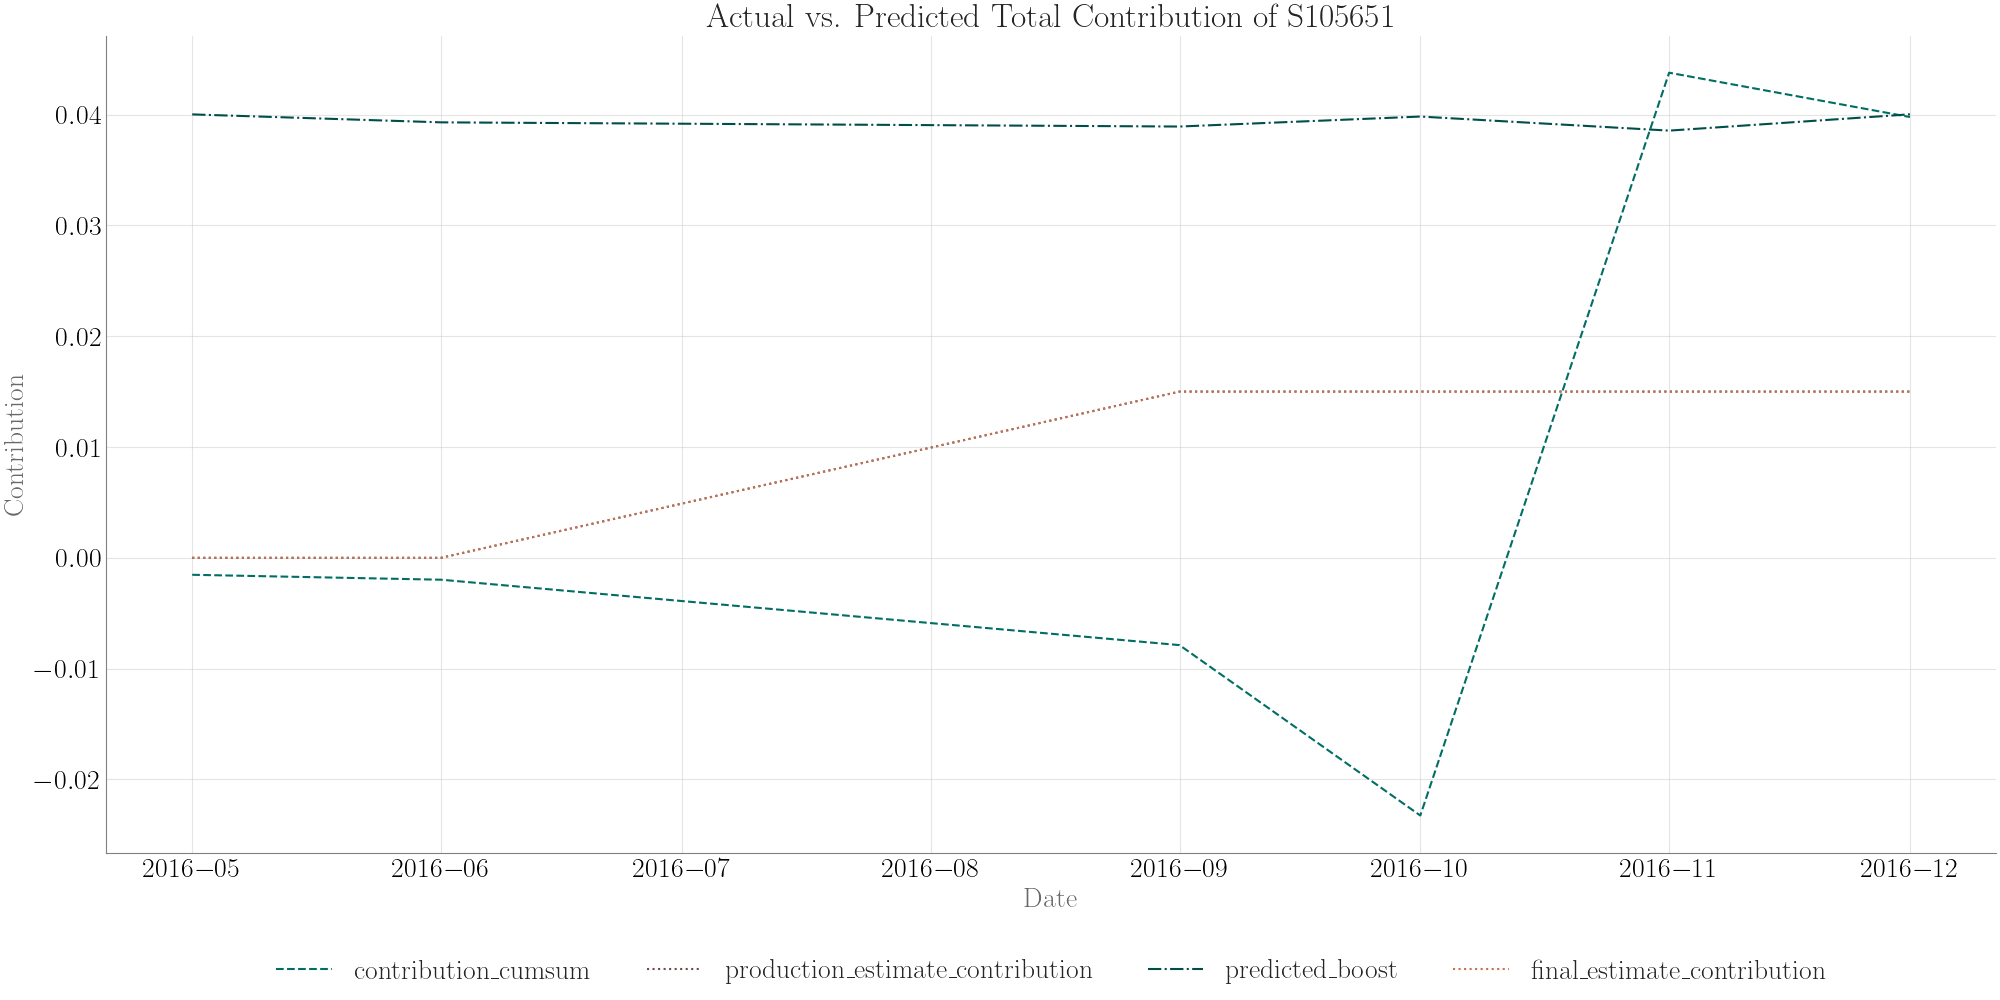 Actual vs. Predicted Total Contribution of S105651
Contribution
0.04
0.03
0.02
0.01
0.00
−0.01
−0.02
2016−05 2016−06 2016−07 2016−08 2016−09 2016−10 2016−11 2016−12
Date
contribution_cumsum production_estimate_contribution predicted_boost final_estimate_contribution